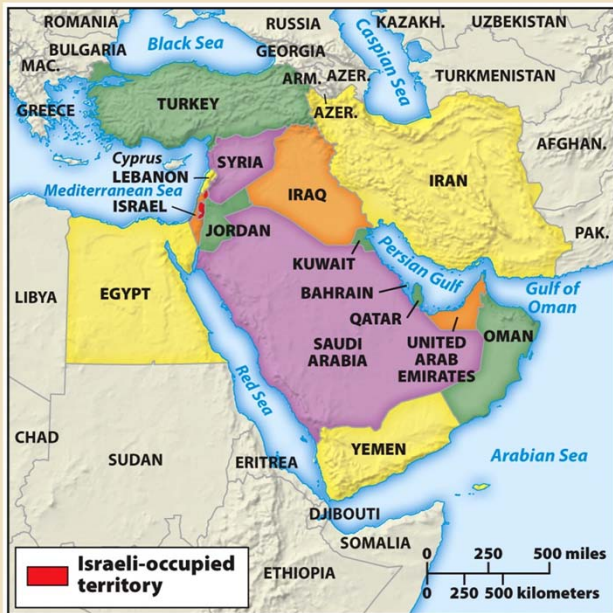 ROMANIA
RUSSIA
KAZAKH.
UZBEKISTAN
BULGARIA
Black Sea
GEORGIA
Caspian Sea
MAC.
ARM.
AZER.
TURKMENISTAN
GREECE
TURKEY
AZER.
AFGHAN.
Cyprus
SYRIA
LEBANON
Mediterranean Sea
IRAQ
IRAN
ISRAEL
JORDAN
PAK.
KUWAIT
Persian Gulf
LIBYA
EGYPT
BAHRAIN
Gulf of
Oman
QATAR
SAUDI
ARABIA
UNITED
ARAB
EMIRATES
OMAN
Red Sea
CHAD
SUDAN
ERITREA
YEMEN
Arabian Sea
DJIBOUTI
SOMALIA
ETHIOPIA
Israeli-occupied
territory
0 250 500 miles
0 250 500 kilometers